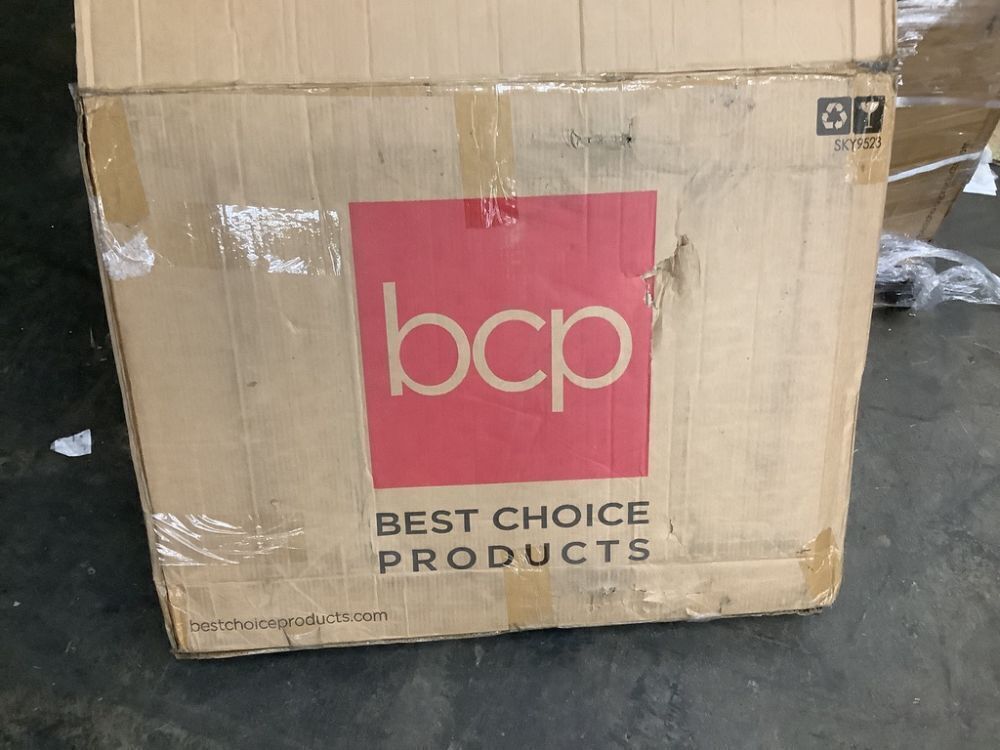 SKY9523
bcp
BEST CHOICE
PRODUCTS
bestchoiceproducts.com